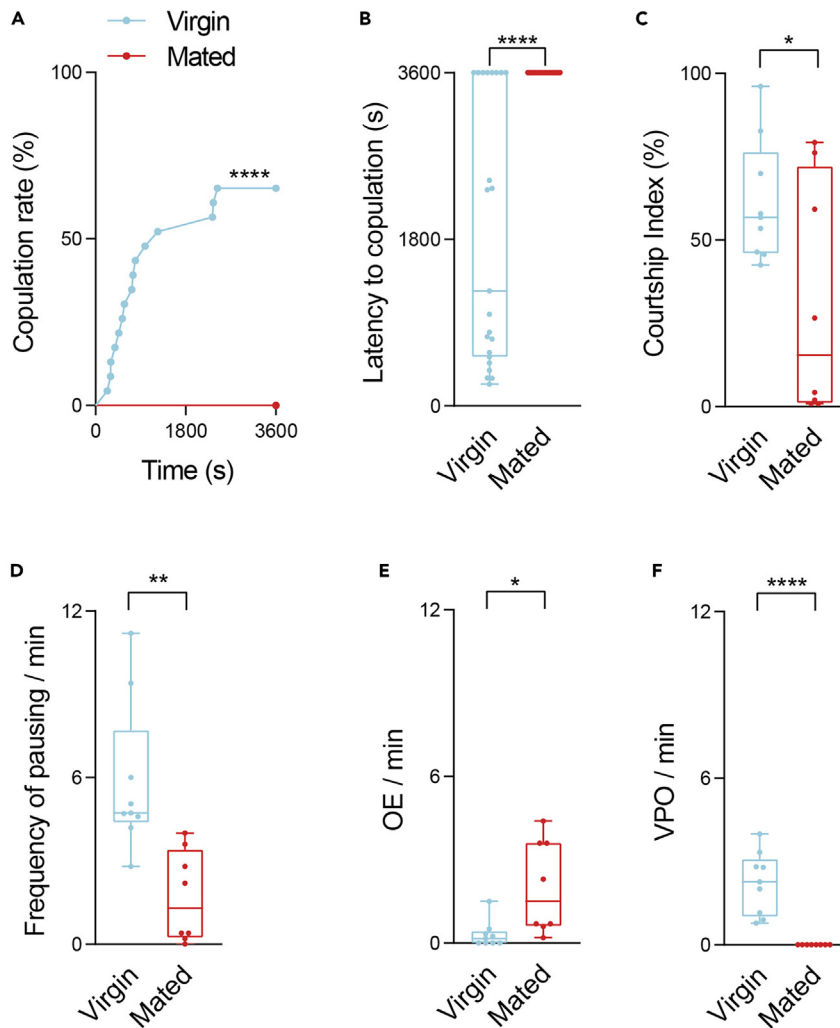 A
Virgin
Mated
Copulation rate (%)
100
50
0
****
0 1800 3600
Time (s)
B
Latency to copulation (s)
3600
1800
0
****
Virgin Mated
C
Courtship Index (%)
100
50
0
*
Virgin Mated
D
Frequency of pausing / min
12
6
0
**
Virgin Mated
E
OE / min
12
6
0
*
Virgin Mated
F
VPO / min
12
6
0
****
Virgin Mated